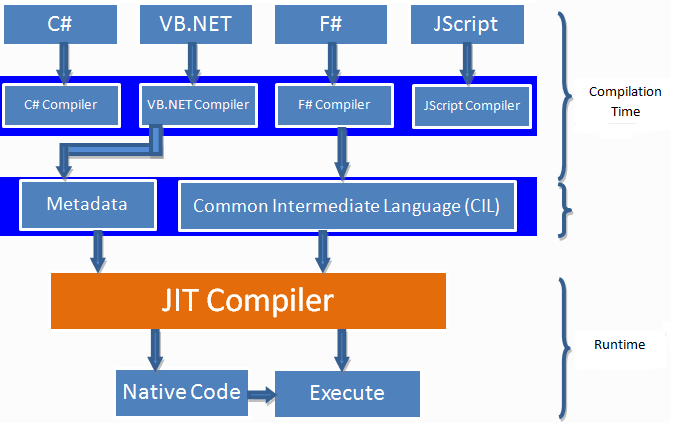 C#
VB.NET
F#
JScript
C# Compiler
VB.NET Compiler
F# Compiler
JScript Compiler
Compilation
Time
Metadata
Common Intermediate Language (CIL)
JIT Compiler
Runtime
Native Code
Execute